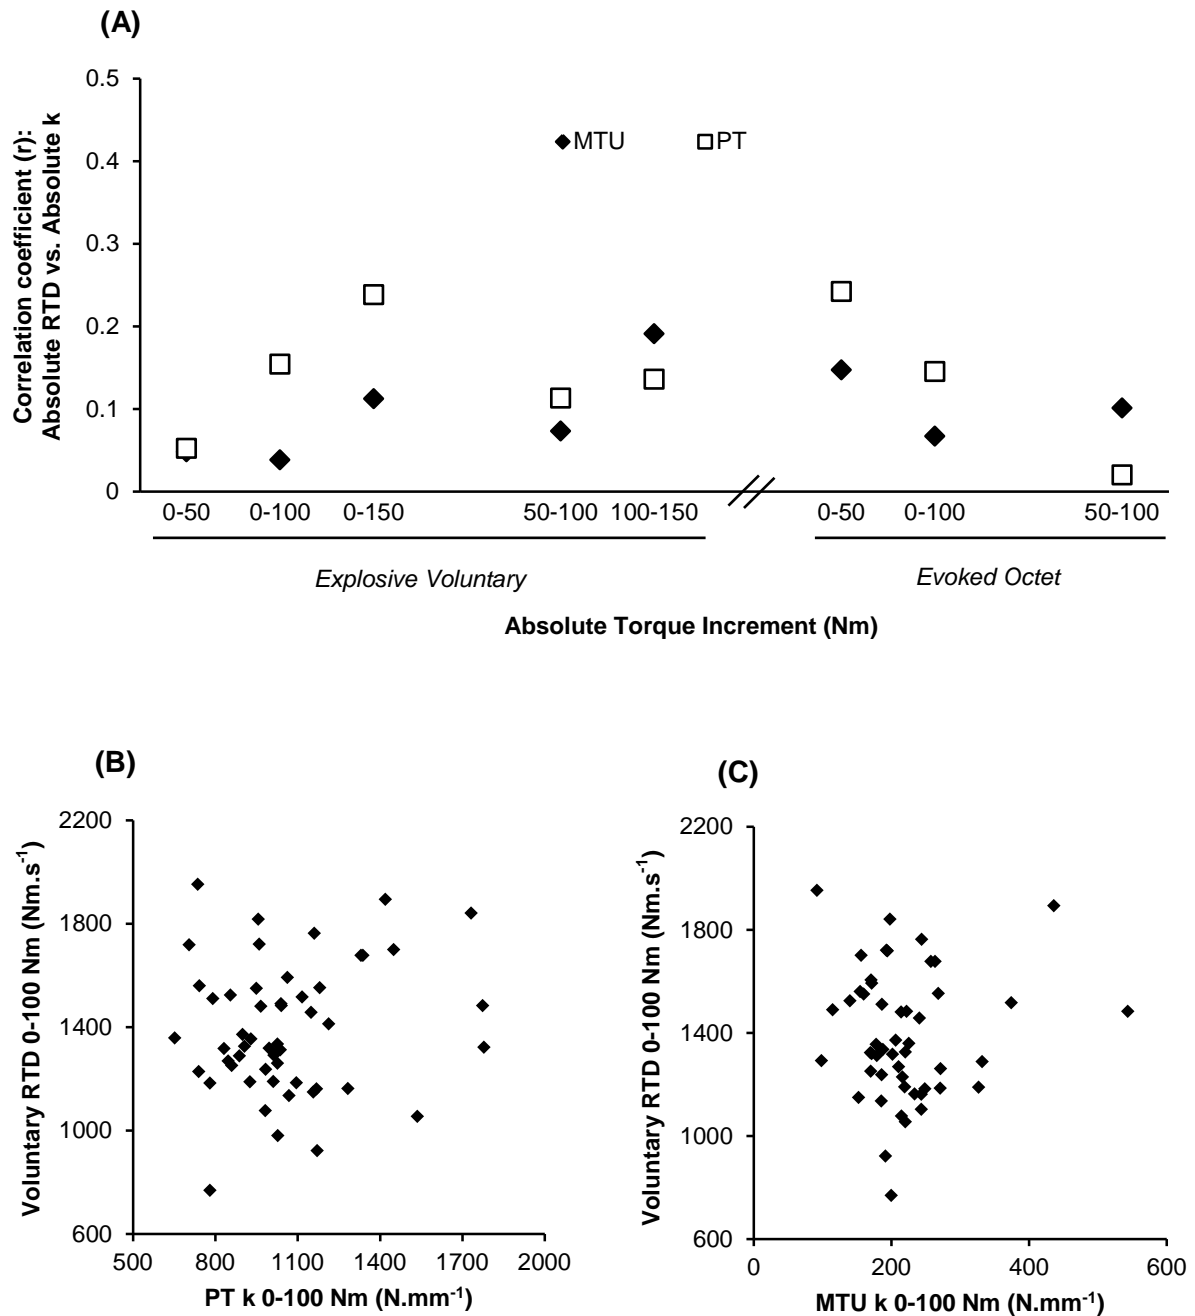 (A)
Correlation coefficient (r):
Absolute RTD vs. Absolute k
0.5
0.4
0.3
0.2
0.1
0
MTU PT
0-50 0-100 0-150 50-100 100-150 0-50 0-100 50-100
Explosive Voluntary Evoked Octet
Absolute Torque Increment (Nm)
(B)
Voluntary RTD 0-100 Nm (Nm.s-1)
2200
1800
1400
1000
600
500 800 1100 1400 1700 2000
PT k 0-100 Nm (N.mm-1)
(C)
Voluntary RTD 0-100 Nm (Nm.s-1)
2200
1800
1400
1000
600
0 200 400 600
MTU k 0-100 Nm (N.mm-1)